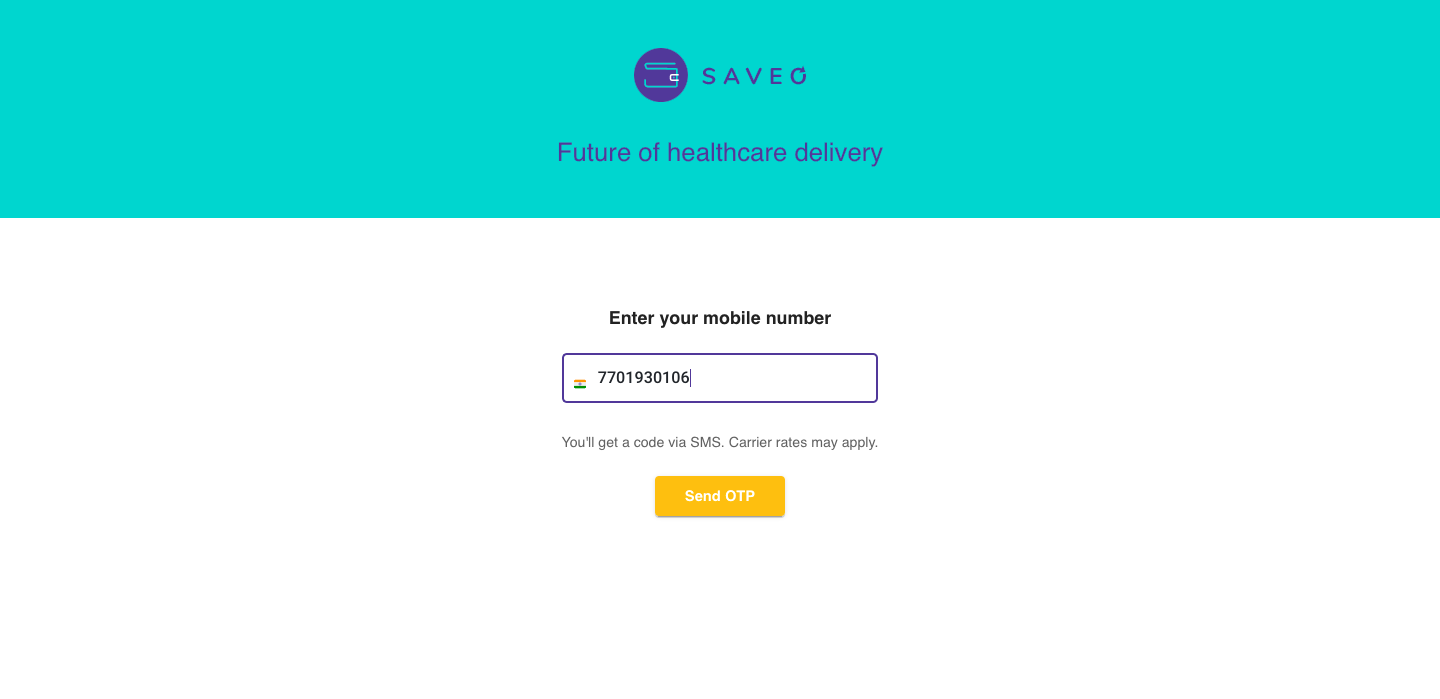 SAVEO
Future of healthcare delivery
Enter your mobile number
7701930106
You'll get a code via SMS. Carrier rates may apply.
Send OTP